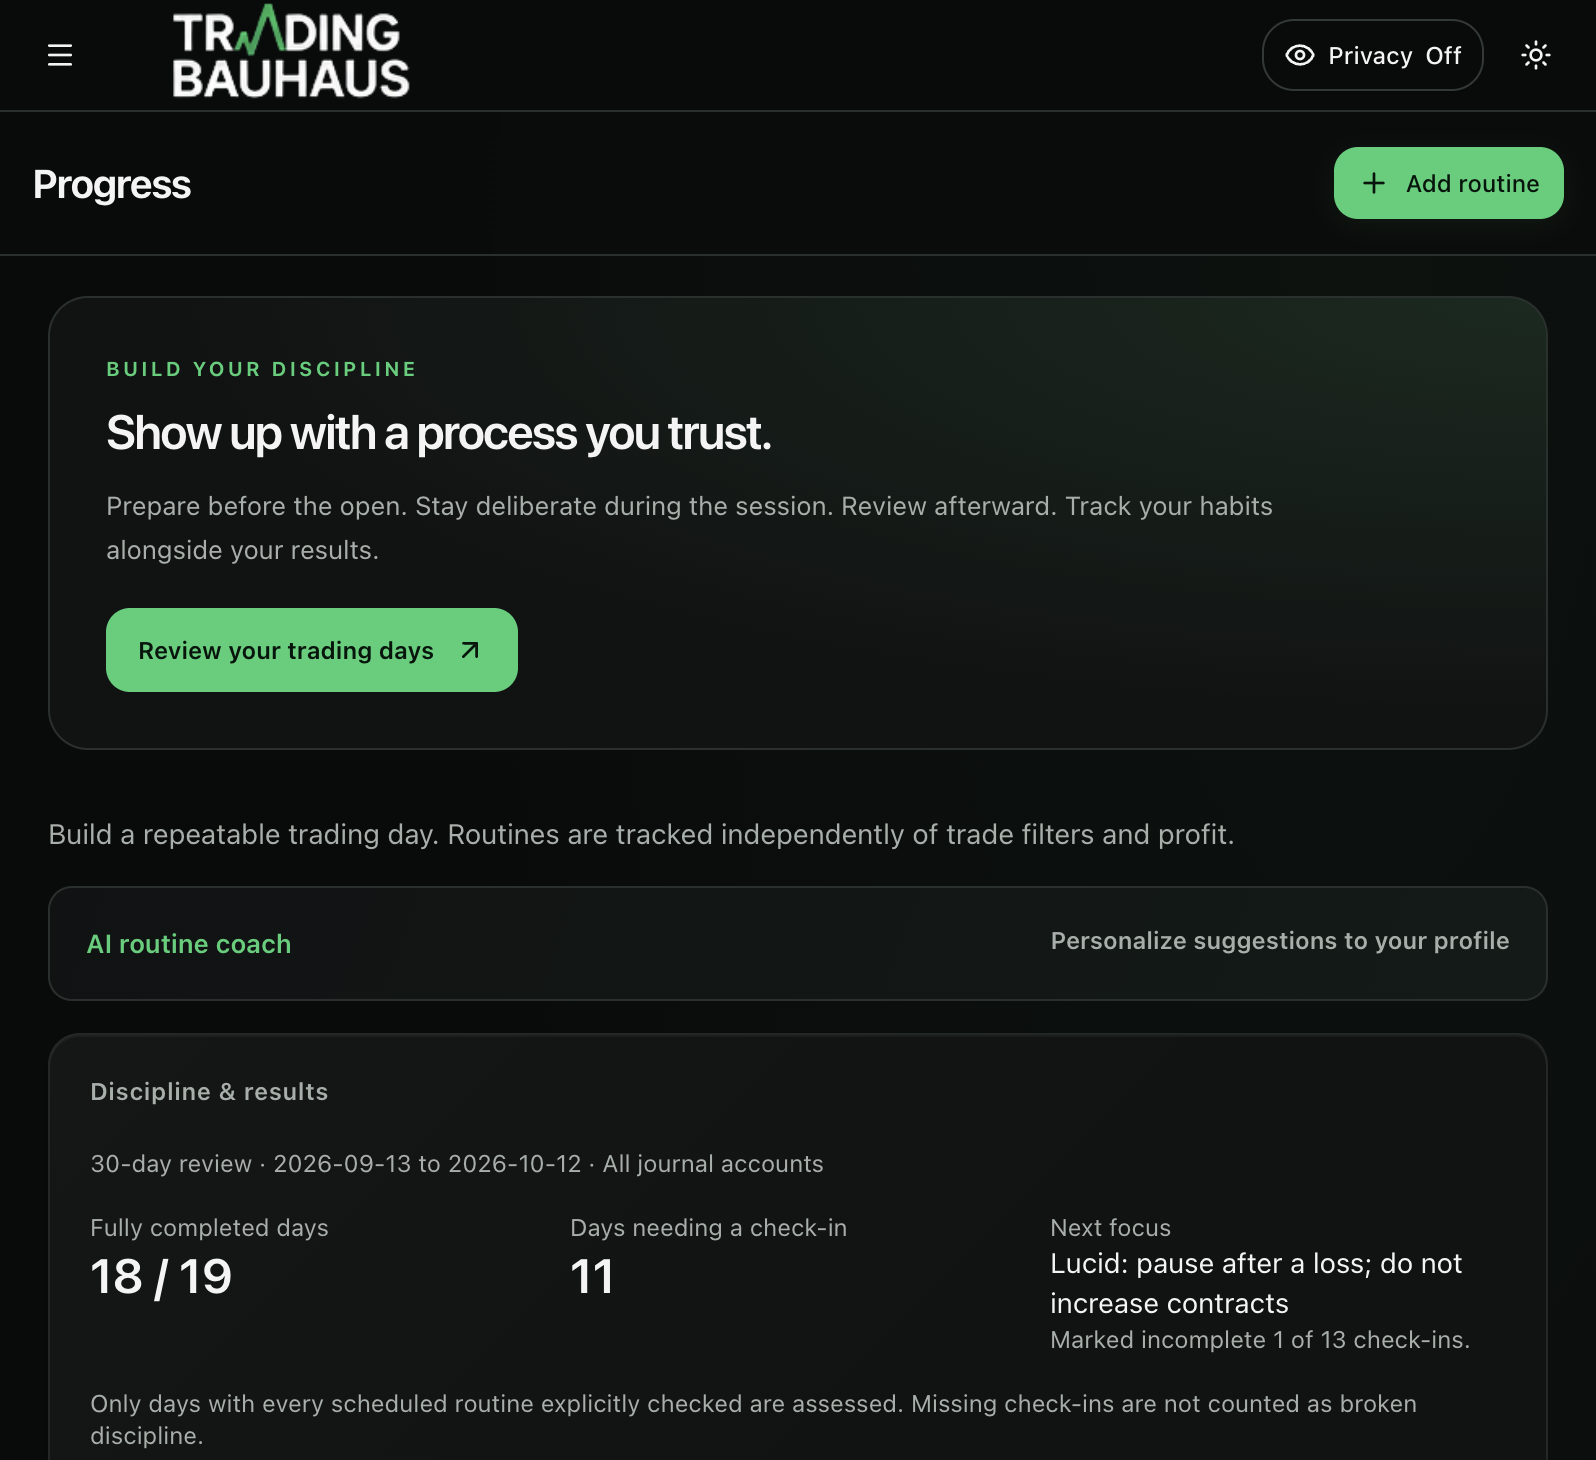 TRADING
BAUHAUS
Privacy Off
Progress
Add routine
BUILD YOUR DISCIPLINE
Show up with a process you trust.
Prepare before the open. Stay deliberate during the session. Review afterward. Track your habits
alongside your results.
Review your trading days
Build a repeatable trading day. Routines are tracked independently of trade filters and profit.
AI routine coach
Personalize suggestions to your profile
Discipline & results
30-day review · 2026-09-13 to 2026-10-12 · All journal accounts
Fully completed days
18 / 19
Days needing a check-in
11
Next focus
Lucid: pause after a loss; do not
increase contracts
Marked incomplete 1 of 13 check-ins.
Only days with every scheduled routine explicitly checked are assessed. Missing check-ins are not counted as broken
discipline.